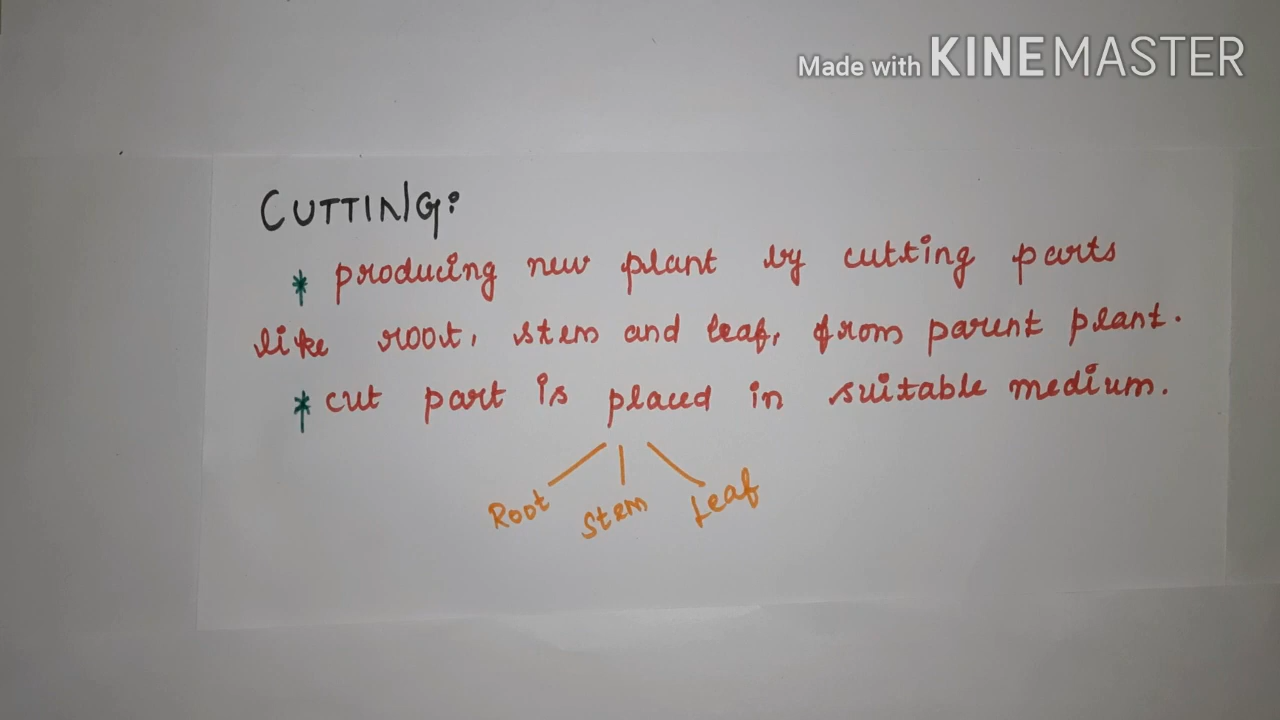 Made with KINEMASTER
CUTTING:
* producing new plant by cutting parts
like root, stem and leaf, from parent plant.
* cut part is placed in suitable medium.
Root Stem Leaf